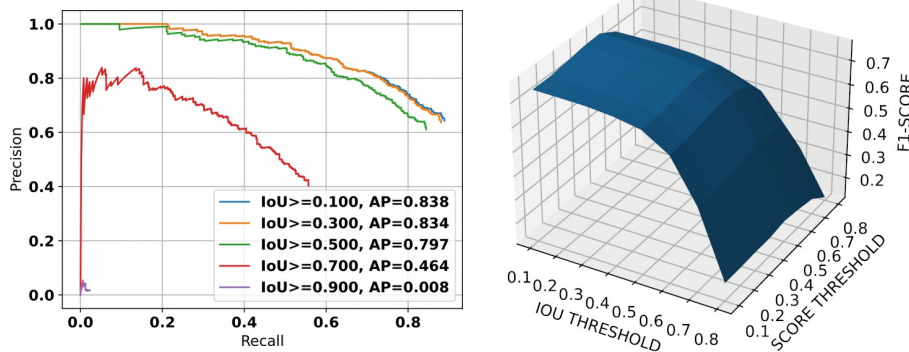 1.0
0.8
0.6
0.4
0.2
0.0
Precision
0.0 0.2 0.4 0.6 0.8
Recall
IoU>=0.100, AP=0.838
IoU>=0.300, AP=0.834
IoU>=0.500, AP=0.797
IoU>=0.700, AP=0.464
IoU>=0.900, AP=0.008
0.7
0.6
0.5
0.4
0.3
0.2
F1-SCORE
0.1 0.2 0.3 0.4 0.5 0.6 0.7 0.8
IOU THRESHOLD
0.1 0.2 0.3 0.4 0.5 0.6 0.7 0.8
SCORE THRESHOLD